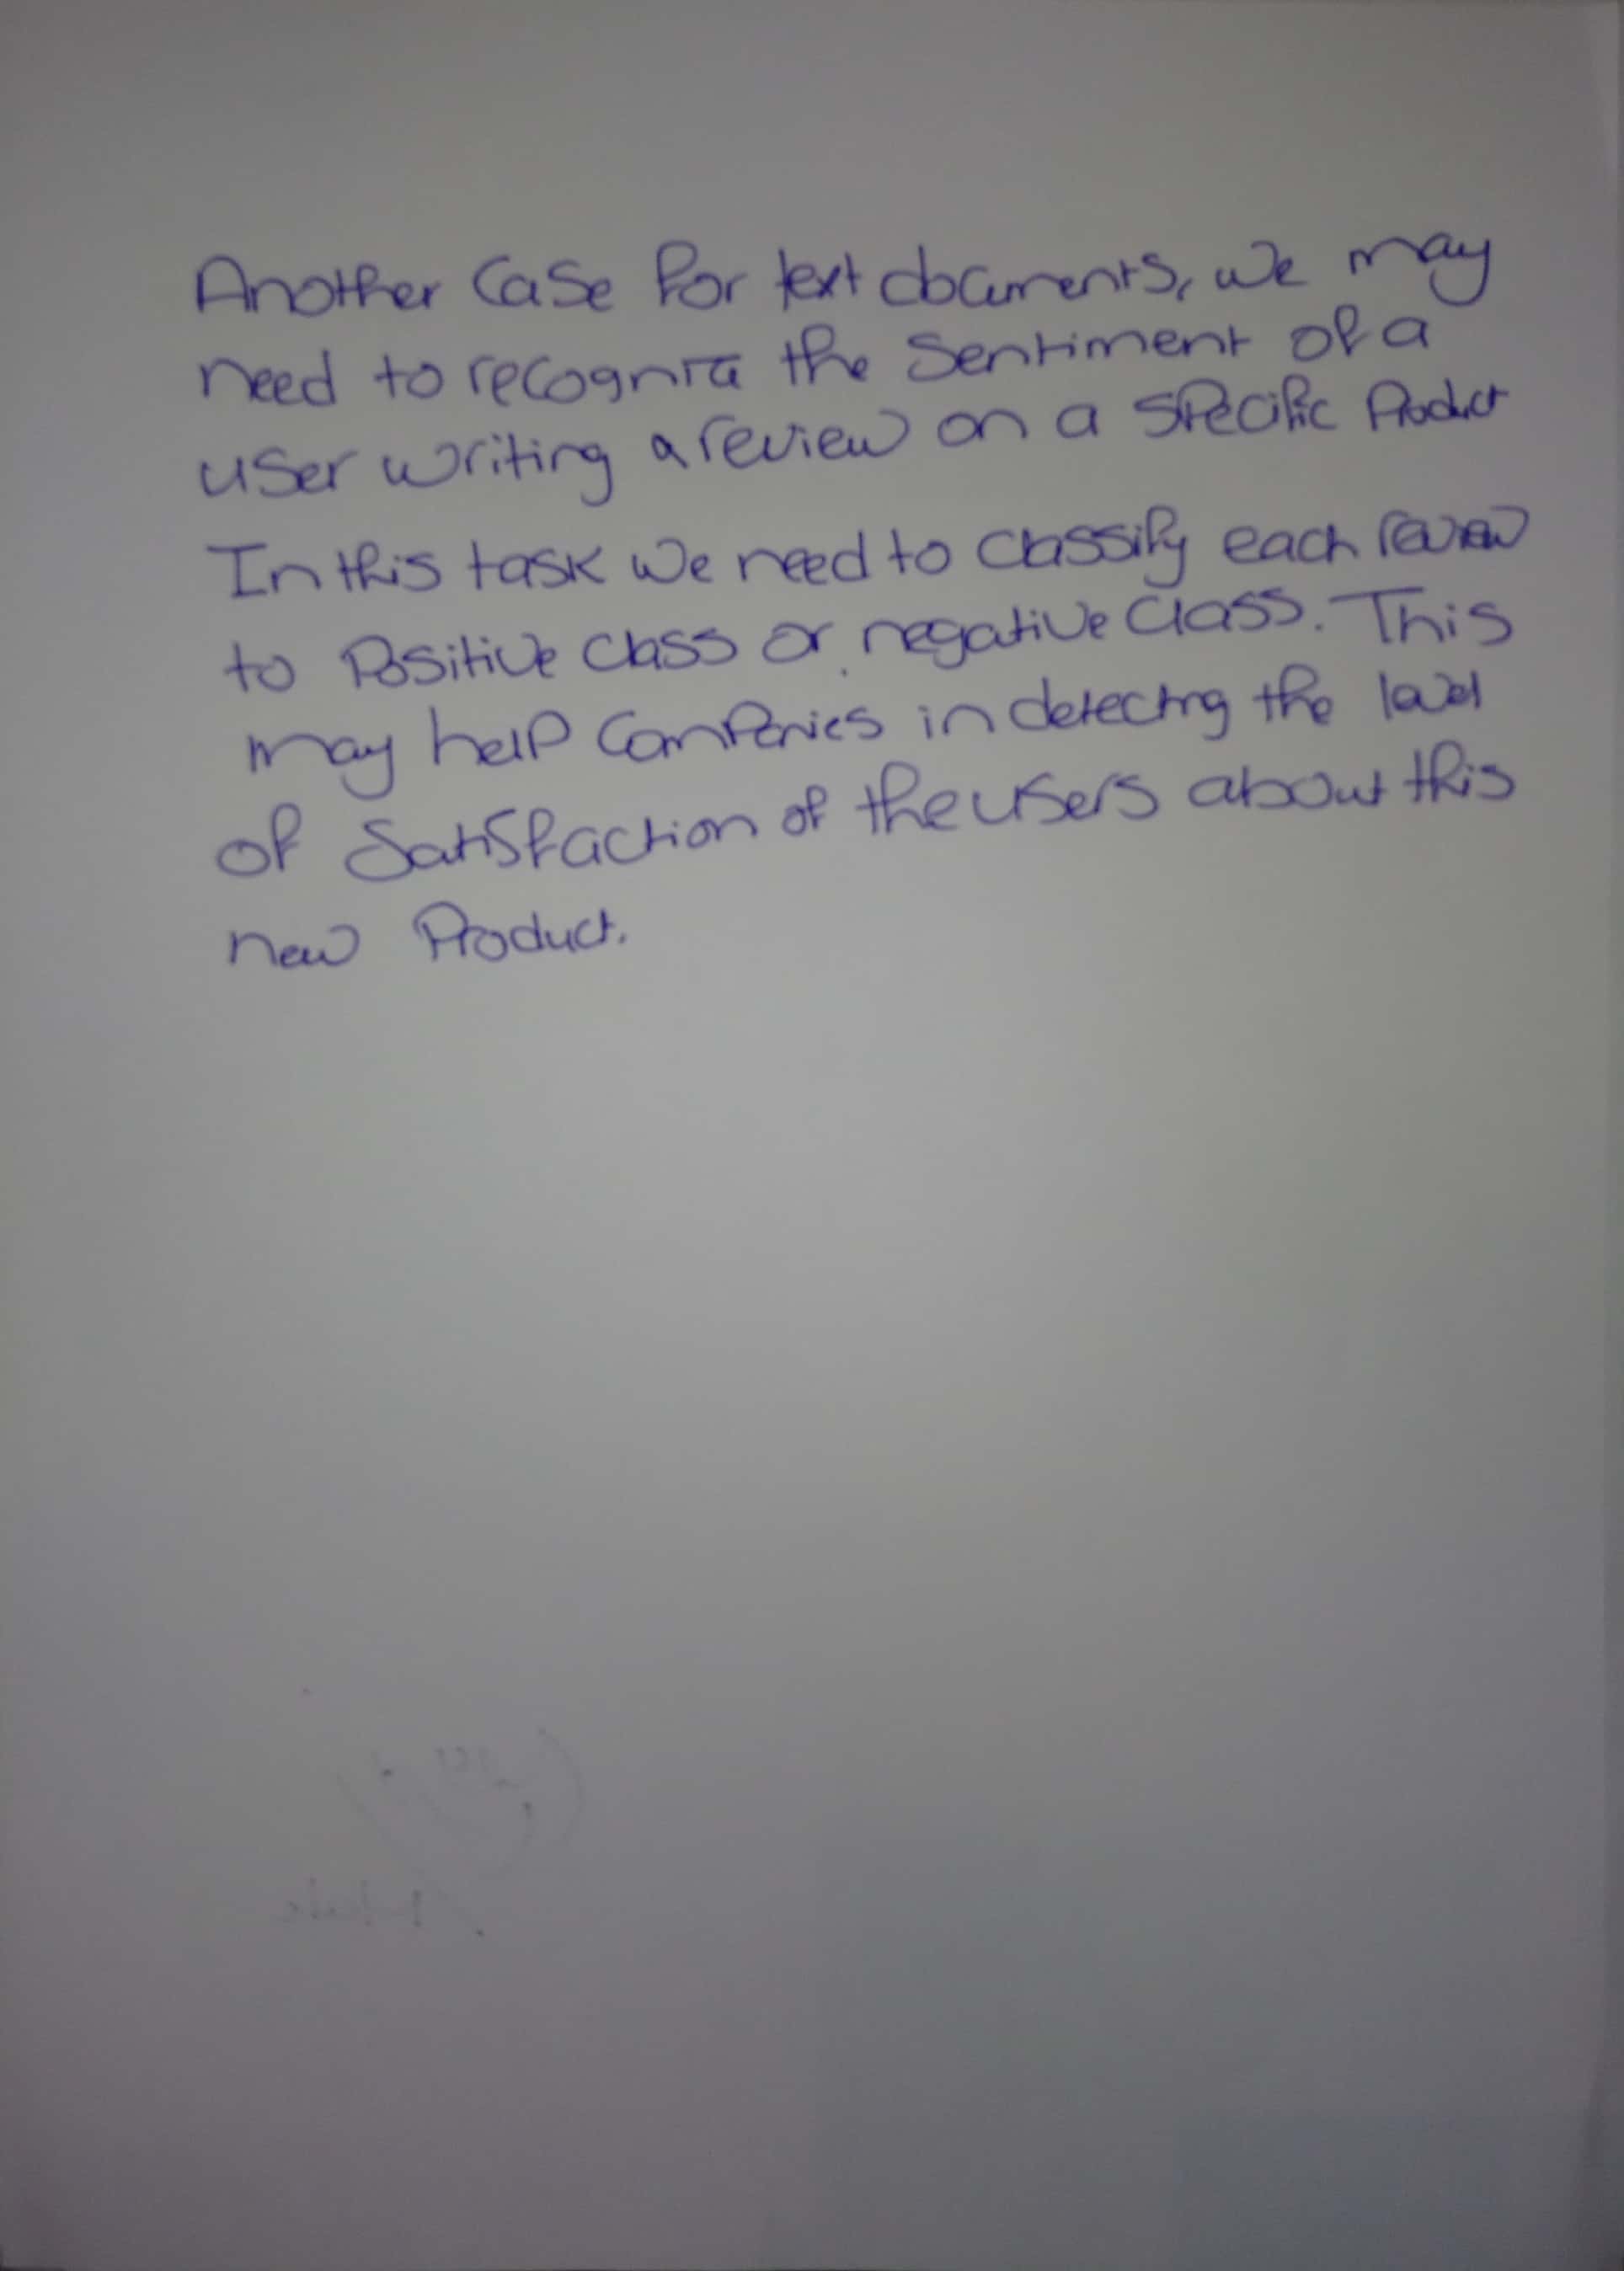 Another Case for text documents, we may
need to recognize the Sentiment of a
user writing a review on a specific Product
In this task we need to classify each review
to Positive class or negative class. This
may help Companies in detecting the level
of Satisfaction of the users about this
new Product.